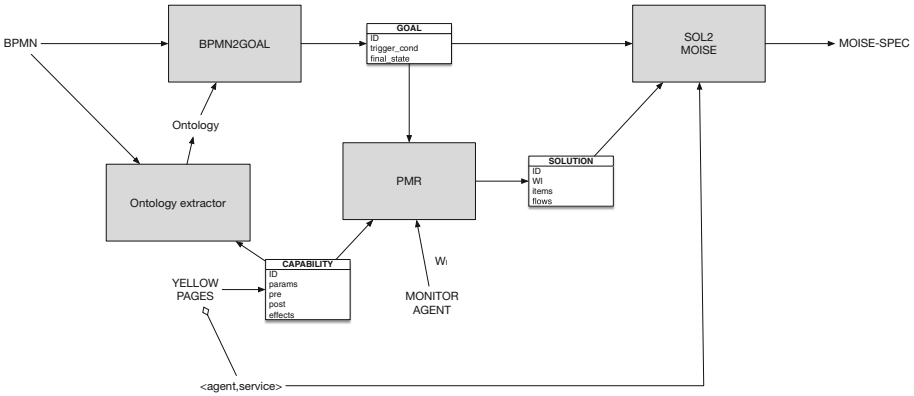 BPMN
BPMN2GOAL
GOAL
ID
trigger_cond
final_state
SOL2
MOISE
MOISE-SPEC
Ontology
Ontology extractor
PMR
SOLUTION
ID
WI
items
flows
YELLOW
PAGES
CAPABILITY
ID
params
pre
post
effects
WI
MONITOR
AGENT
<agent,service>